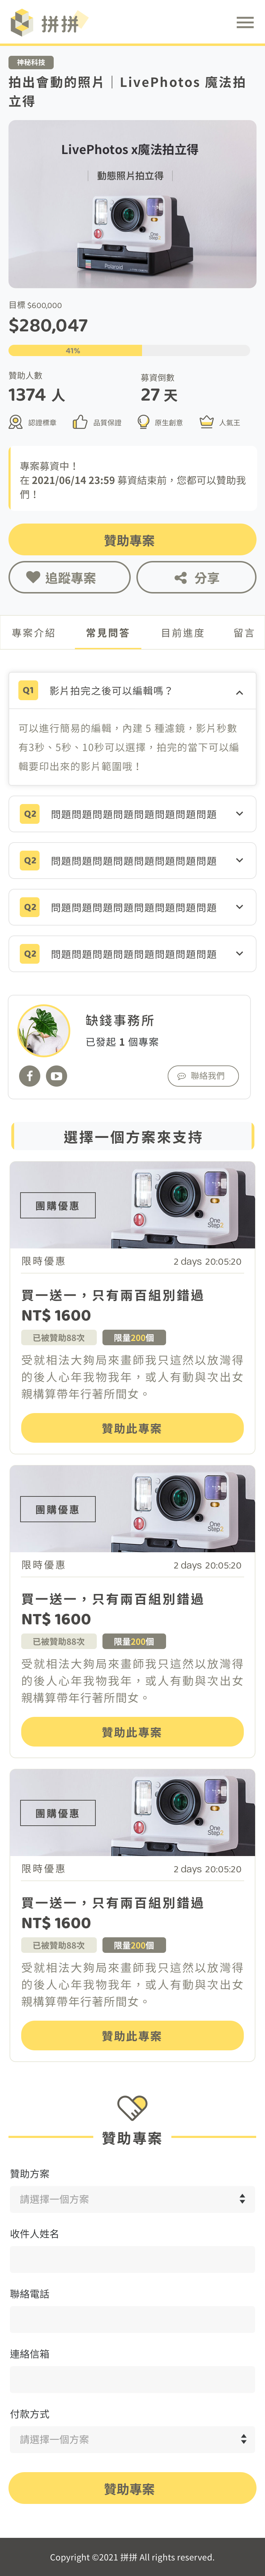 拼拼
神秘科技
拍出會動的照片｜LivePhotos 魔法拍
立得
LivePhotos x魔法拍立得
動態照片拍立得
Polaroid
目標 $600,000
$280,047
41%
贊助人數
募資倒數
1374 人
27 天
認證標章
品質保證
原生創意
人氣王
專案募資中！
在 2021/06/14 23:59 募資結束前，您都可以贊助我
們！
贊助專案
追蹤專案
分享
專案介紹
常見問答
目前進度
留言
Q1 影片拍完之後可以編輯嗎？
可以進行簡易的編輯，內建 5 種濾鏡，影片秒數
有3秒、5秒、10秒可以選擇，拍完的當下可以編
輯要印出來的影片範圍哦！
Q2 問題問題問題問題問題問題問題問題
Q2 問題問題問題問題問題問題問題問題
Q2 問題問題問題問題問題問題問題問題
Q2 問題問題問題問題問題問題問題問題
缺錢事務所
已發起 1 個專案
聯絡我們
選擇一個方案來支持
團購優惠
One
Step2
限時優惠
2 days 20:05:20
買一送一，只有兩百組別錯過
NT$ 1600
已被贊助88次
限量200個
受就相法大夠局來畫師我只這然以放灣得
的後人心年我物我年，或人有動與次出女
親構算帶年行著所間女。
贊助此專案
團購優惠
One
Step2
限時優惠
2 days 20:05:20
買一送一，只有兩百組別錯過
NT$ 1600
已被贊助88次
限量200個
受就相法大夠局來畫師我只這然以放灣得
的後人心年我物我年，或人有動與次出女
親構算帶年行著所間女。
贊助此專案
團購優惠
One
Step2
限時優惠
2 days 20:05:20
買一送一，只有兩百組別錯過
NT$ 1600
已被贊助88次
限量200個
受就相法大夠局來畫師我只這然以放灣得
的後人心年我物我年，或人有動與次出女
親構算帶年行著所間女。
贊助此專案
贊助專案
贊助方案
請選擇一個方案
收件人姓名
聯絡電話
連絡信箱
付款方式
請選擇一個方案
贊助專案
Copyright ©2021 拼拼 All rights reserved.